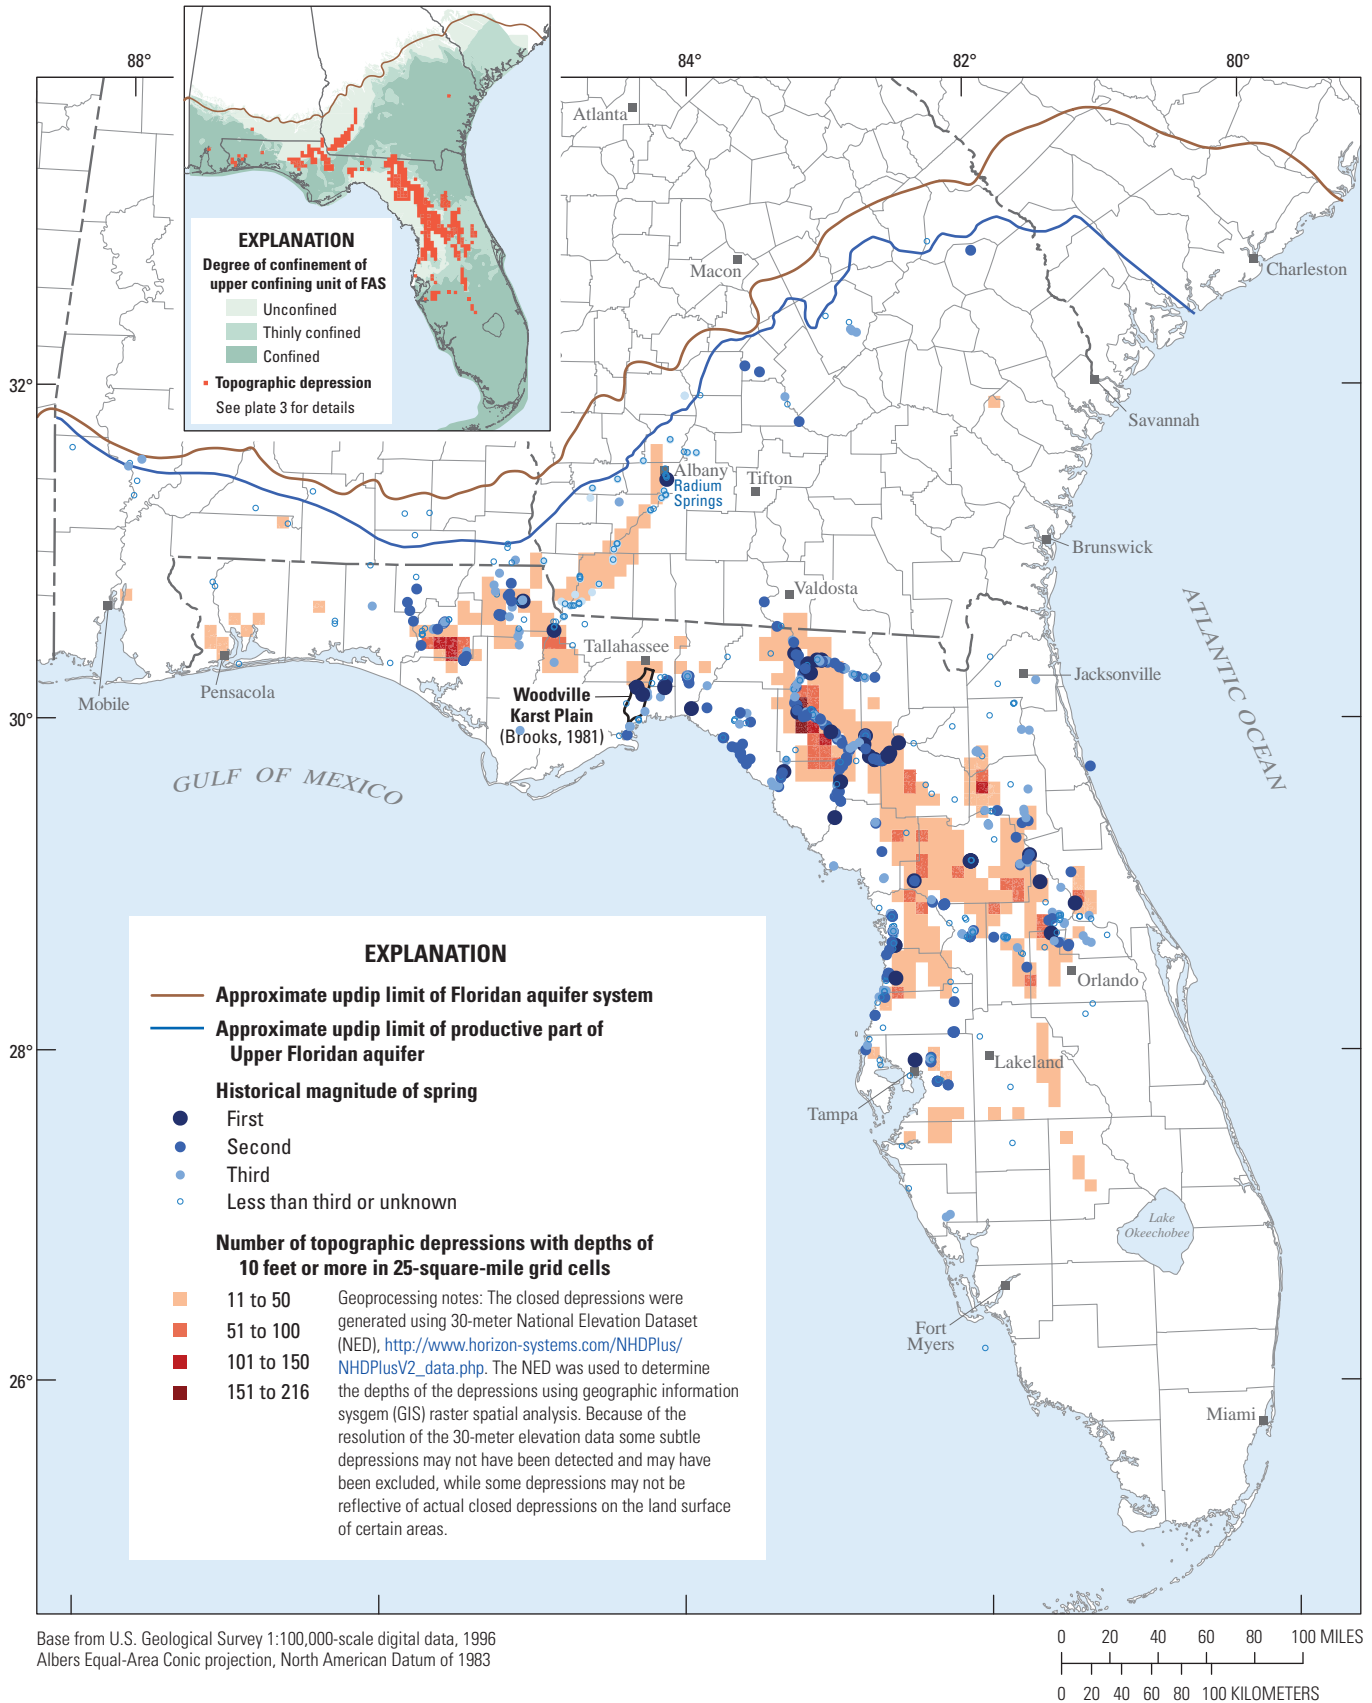 88°
84°
82°
80°
EXPLANATION
Degree of confinement of
upper confining unit of FAS
Unconfined
Thinly confined
Confined
Topographic depression
See plate 3 for details
Atlanta
Macon
Charleston
32°
Savannah
Albany
Radium
Springs
Tifton
Brunswick
Valdosta
Tallahassee
Jacksonville
Mobile
Pensacola
Woodville
Karst Plain
(Brooks, 1981)
30°
GULF OF MEXICO
ATLANTIC OCEAN
Orlando
28°
Lakeland
Tampa
Lake
Okeechobee
Fort
Myers
26°
Miami
EXPLANATION
Approximate updip limit of Floridan aquifer system
Approximate updip limit of productive part of
Upper Floridan aquifer
Historical magnitude of spring
First
Second
Third
Less than third or unknown
Number of topographic depressions with depths of
10 feet or more in 25-square-mile grid cells
11 to 50
51 to 100
101 to 150
151 to 216
Geoprocessing notes: The closed depressions were
generated using 30-meter National Elevation Dataset
(NED), http://www.horizon-systems.com/NHDPlus/
NHDPlusV2_data.php. The NED was used to determine
the depths of the depressions using geographic information
sysgem (GIS) raster spatial analysis. Because of the
resolution of the 30-meter elevation data some subtle
depressions may not have been detected and may have
been excluded, while some depressions may not be
reflective of actual closed depressions on the land surface
of certain areas.
Base from U.S. Geological Survey 1:100,000-scale digital data, 1996
Albers Equal-Area Conic projection, North American Datum of 1983
0 20 40 60 80 100 MILES
0 20 40 60 80 100 KILOMETERS